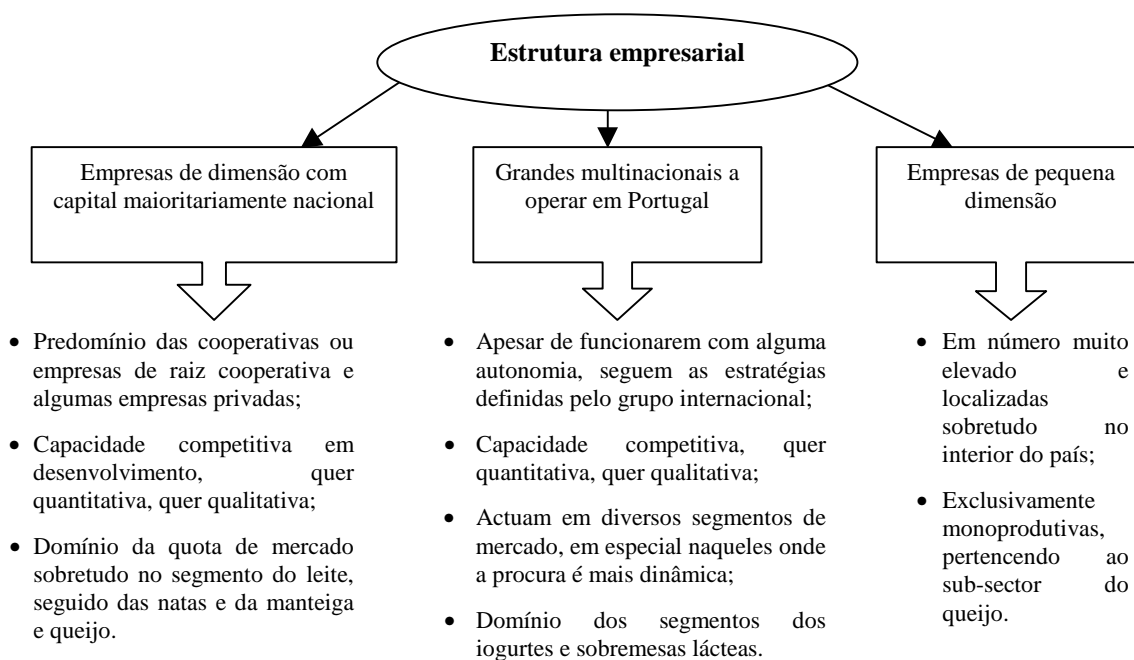 Estrutura empresarial
Empresas de dimensão com
capital maioritariamente nacional
Grandes multinacionais a
operar em Portugal
Empresas de pequena
dimensão
• Predomínio das cooperativas ou
empresas de raiz cooperativa e
algumas empresas privadas;
• Capacidade competitiva em
desenvolvimento, quer
quantitativa, quer qualitativa;
• Domínio da quota de mercado
sobretudo no segmento do leite,
seguido das natas e da manteiga
e queijo.
• Apesar de funcionarem com alguma
autonomia, seguem as estratégias
definidas pelo grupo internacional;
• Capacidade competitiva, quer
quantitativa, quer qualitativa;
• Actuam em diversos segmentos de
mercado, em especial naqueles onde
a procura é mais dinâmica;
• Domínio dos segmentos dos
iogurtes e sobremesas lácteas.
• Em número muito
elevado e
localizadas
sobretudo no
interior do país;
• Exclusivamente
monoprodutivas,
pertencendo ao
sub-sector do
queijo.